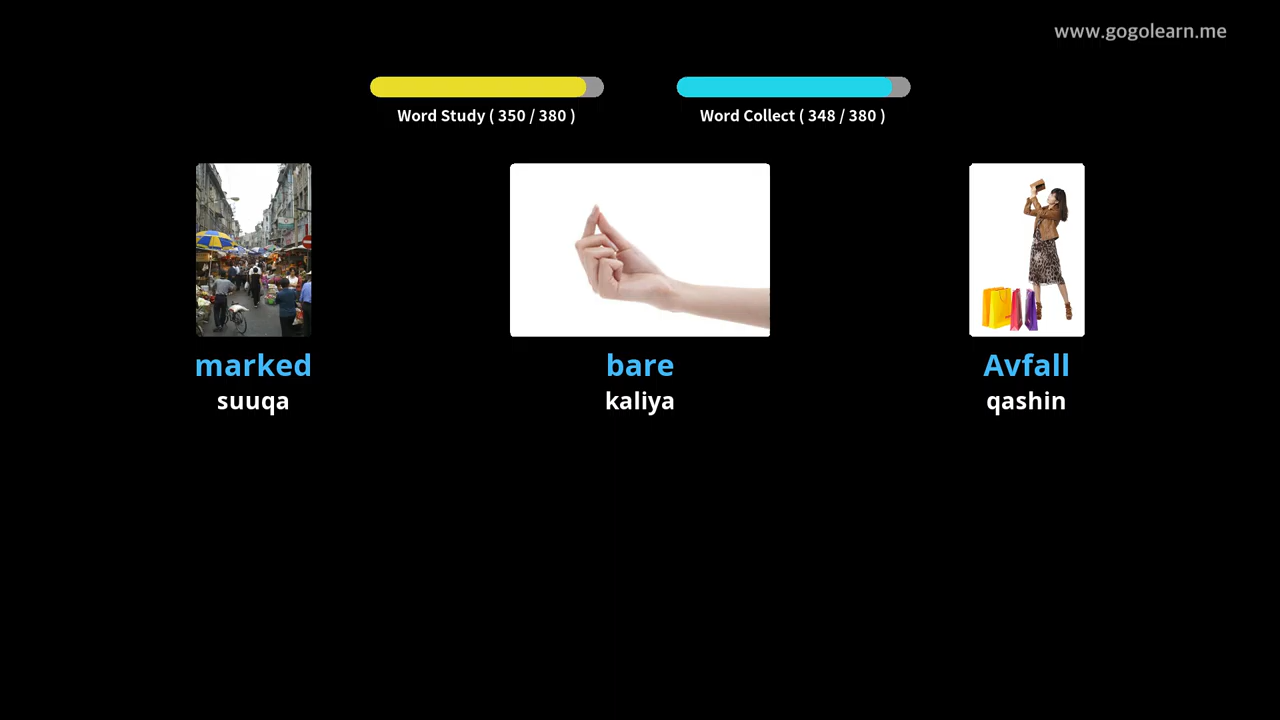 www.gogolearn.me
Word Study ( 350 / 380 )
Word Collect ( 348 / 380 )
marked
suuqa
bare
kaliya
Avfall
qashin